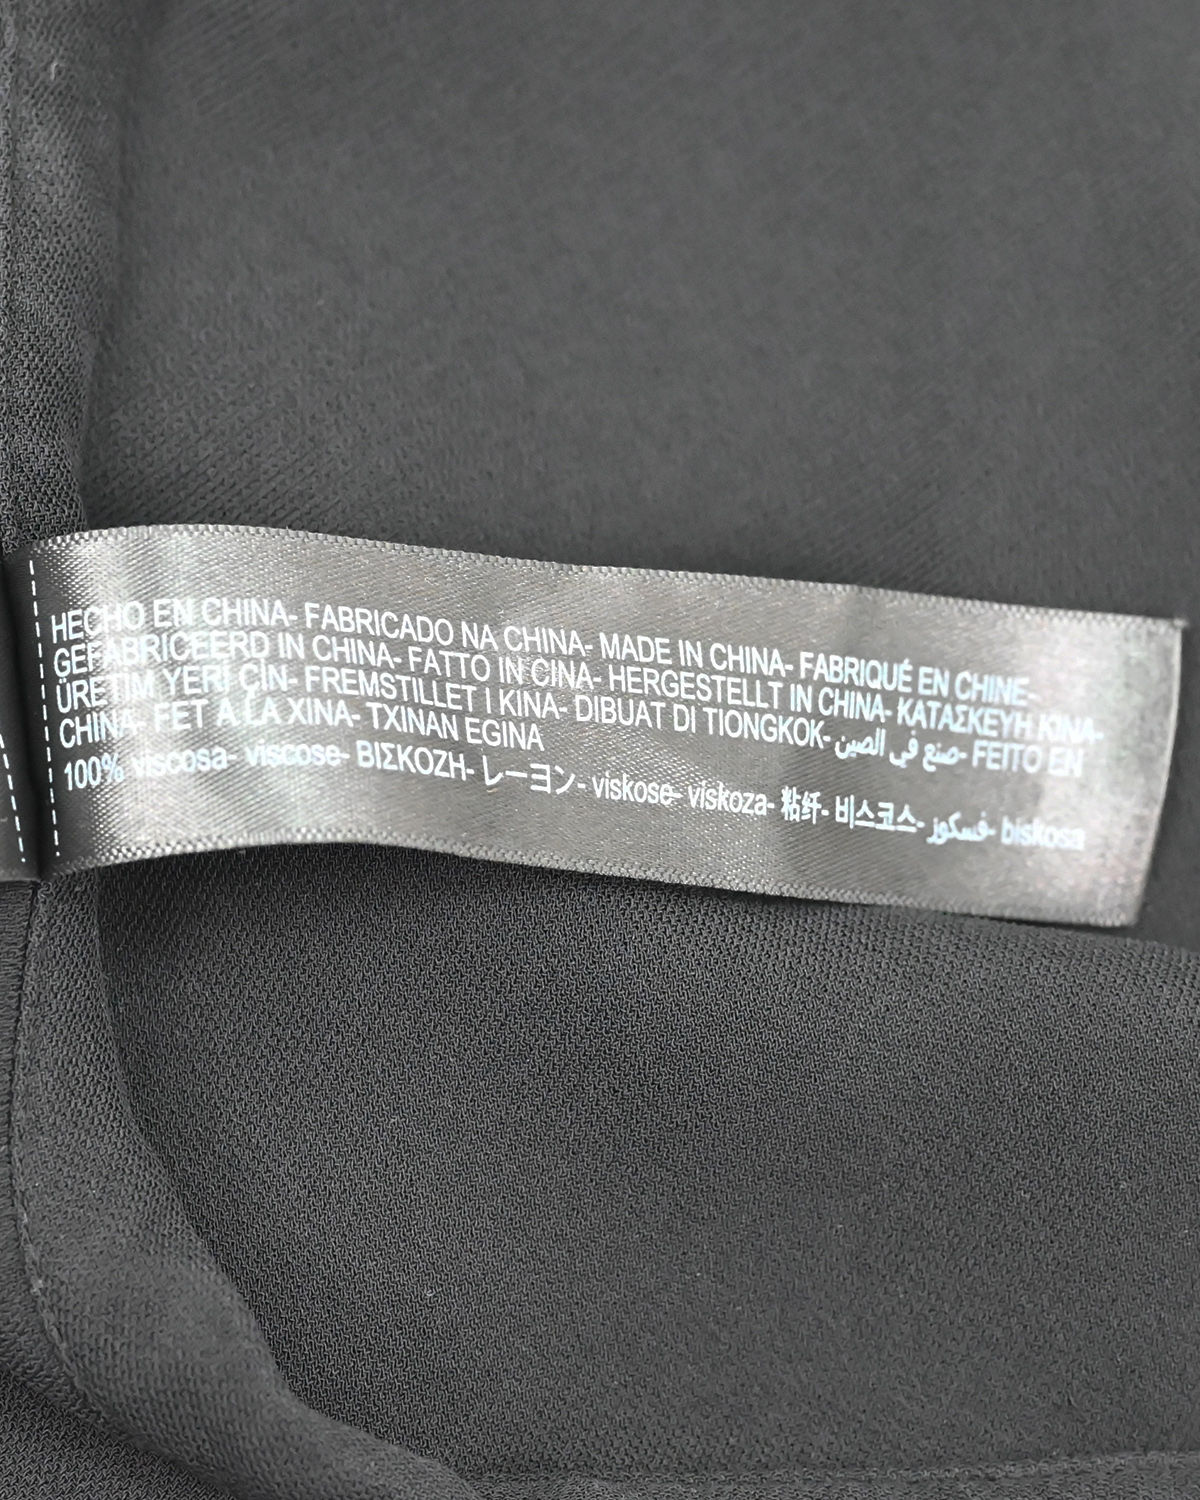 HECHO EN CHINA- FABRICADO NA CHINA- MADE IN CHINA- FABRIQUÉ EN CHINE-
GEFABRICEERD IN CHINA- FATTO IN CINA- HERGESTELLT IN CHINA- ΚΑΤΑΣΚΕΥΗ ΚΙΝΑ-
ÜRETİM YERİ ÇİN- FREMSTILLET I KINA- DIBUAT DI TIONGKOK- صنع في الصين- FEITO EN
CHINA- FET A LA XINA- TXINAN EGINA
100% viscosa- viscose- ΒΙΣΚΟΖΗ- レーヨン- viskose- viskoza- 粘纤- 비스코스- فسكوز- biskosa